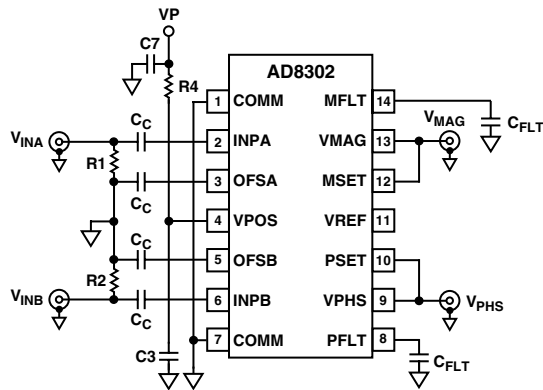 VP
C7
R4
AD8302
1 COMM MFLT 14
C_C
V_INA
2 INPA VMAG 13
V_MAG
C_FLT
R1
3 OFSA MSET 12
C_C
4 VPOS VREF 11
C_C
5 OFSB PSET 10
R2
V_INB
6 INPB VPHS 9
V_PHS
C_C
7 COMM PFLT 8
C3
C_FLT